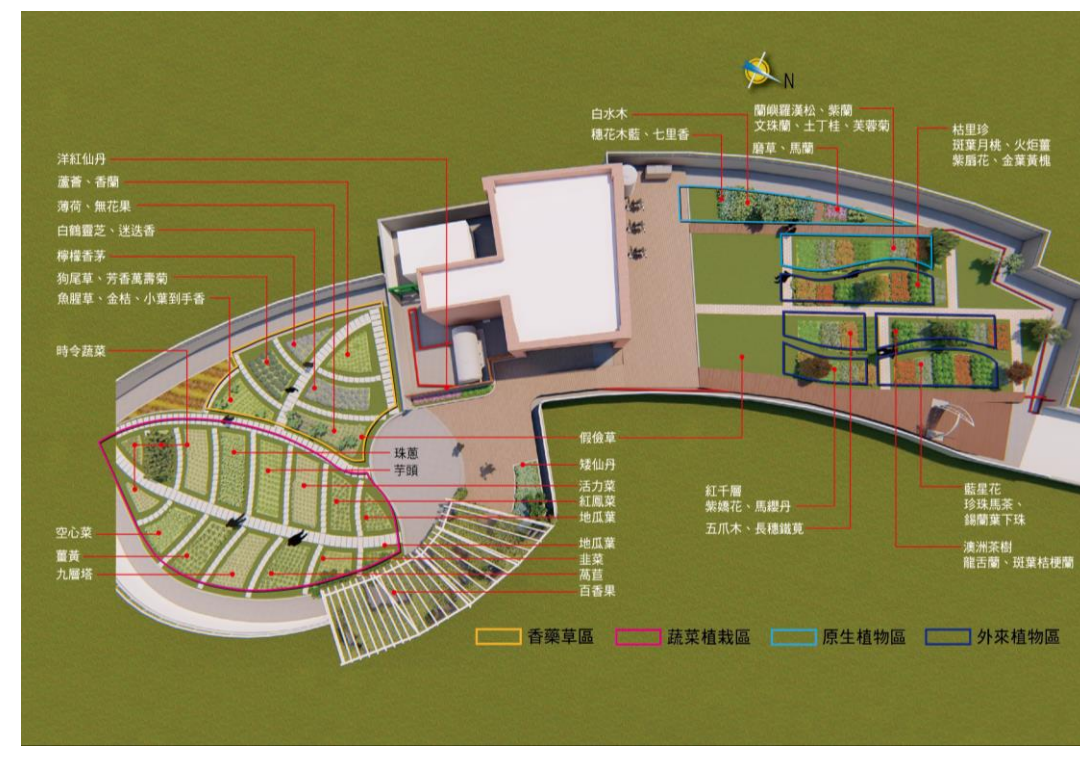 N
白水木
穗花木藍、七里香
蘭嶼羅漢松、紫蘭
文珠蘭、土丁桂、芙蓉菊
磨草、馬蘭
枯里珍
斑葉月桃、火炬薑
紫扇花、金葉黃槐
洋紅仙丹
蘆薈、香蘭
薄荷、無花果
白鶴靈芝、迷迭香
檸檬香茅
狗尾草、芳香萬壽菊
魚腥草、金桔、小葉到手香
時令蔬菜
珠蔥
芋頭
假儉草
矮仙丹
活力菜
紅鳳菜
地瓜葉
空心菜
薑黃
九層塔
地瓜葉
韭菜
萵苣
百香果
紅千層
紫嬌花、馬纓丹
五爪木、長穗鐵莧
藍星花
珍珠馬茶、
錫蘭葉下珠
澳洲茶樹
龍舌蘭、斑葉桔梗蘭
香藥草區
蔬菜植栽區
原生植物區
外來植物區